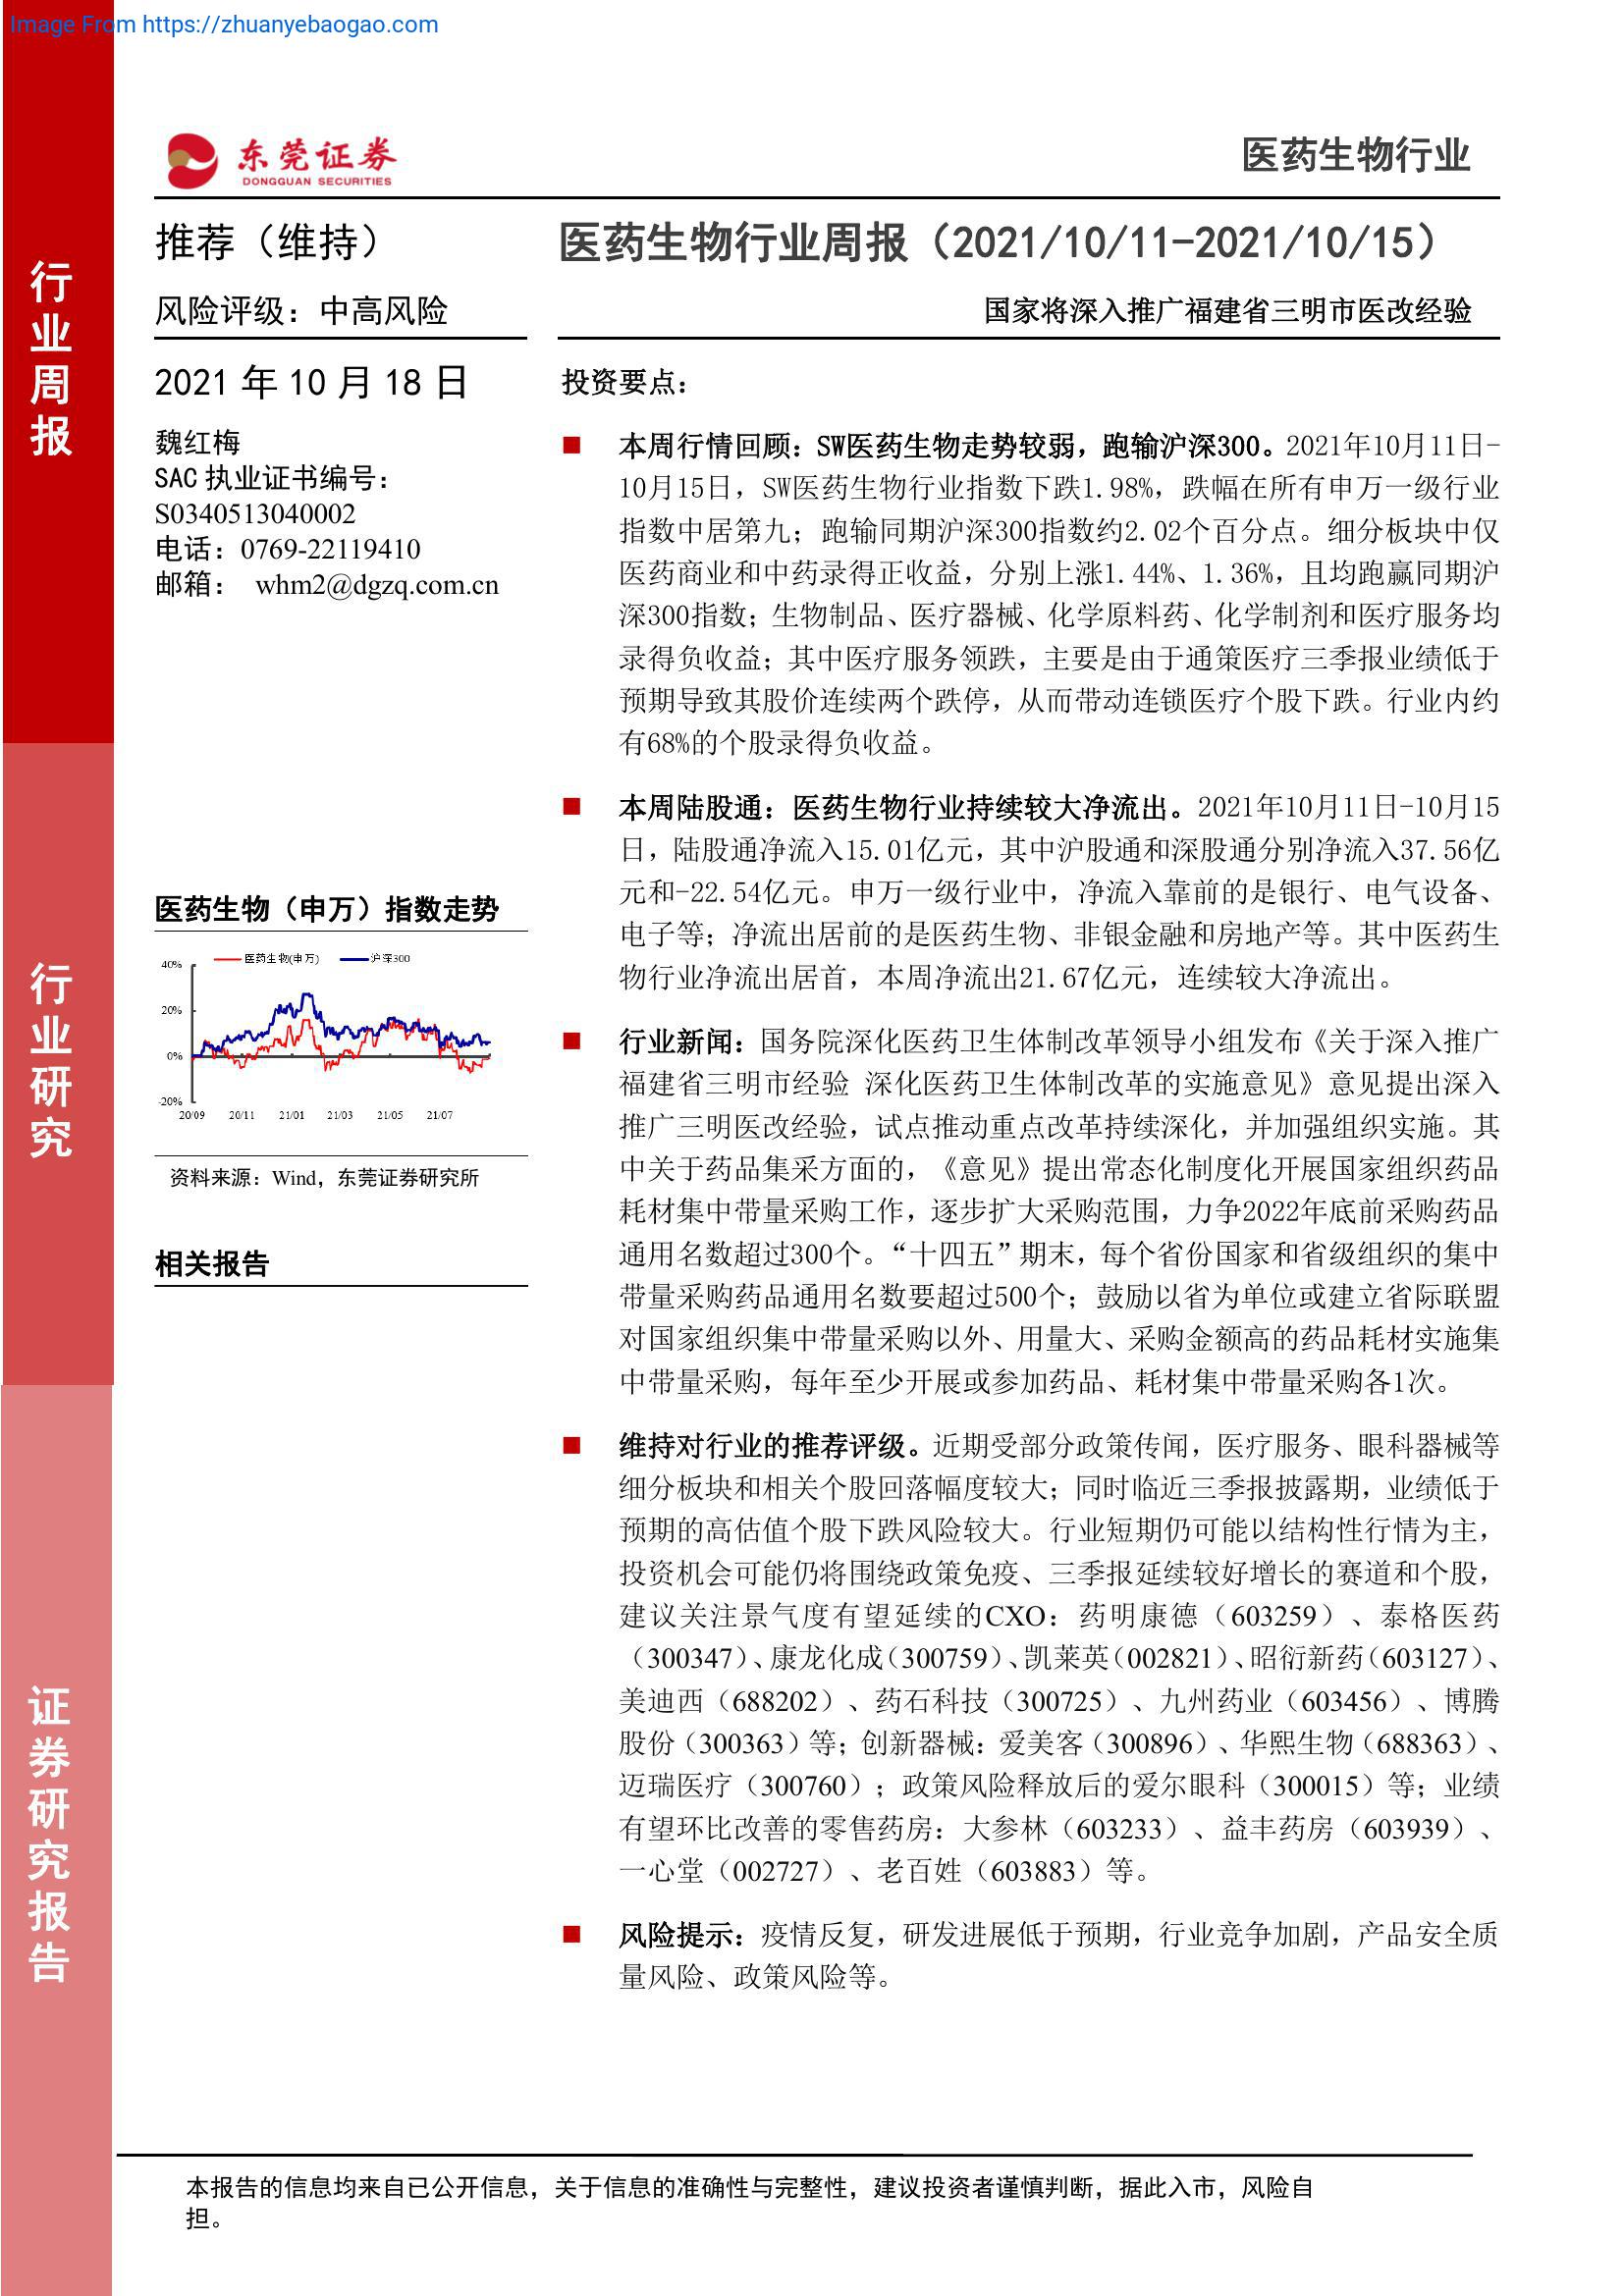 Image From https://zhuanyebaogao.com
东莞证券
DONGGUAN SECURITIES
医药生物行业
行业周报
行业研究
证券研究报告
推荐（维持）
风险评级：中高风险
2021 年 10 月 18 日
魏红梅
SAC 执业证书编号：
S0340513040002
电话：0769-22119410
邮箱： whm2@dgzq.com.cn
医药生物（申万）指数走势
医药生物(申万) 沪深300
40%
20%
0%
-20%
20/09 20/11 21/01 21/03 21/05 21/07
资料来源：Wind，东莞证券研究所
相关报告
医药生物行业周报（2021/10/11-2021/10/15）
国家将深入推广福建省三明市医改经验
投资要点：
■ 本周行情回顾：SW医药生物走势较弱，跑输沪深300。2021年10月11日-
10月15日，SW医药生物行业指数下跌1.98%，跌幅在所有申万一级行业
指数中居第九；跑输同期沪深300指数约2.02个百分点。细分板块中仅
医药商业和中药录得正收益，分别上涨1.44%、1.36%，且均跑赢同期沪
深300指数；生物制品、医疗器械、化学原料药、化学制剂和医疗服务均
录得负收益；其中医疗服务领跌，主要是由于通策医疗三季报业绩低于
预期导致其股价连续两个跌停，从而带动连锁医疗个股下跌。行业内约
有68%的个股录得负收益。
■ 本周陆股通：医药生物行业持续较大净流出。2021年10月11日-10月15
日，陆股通净流入15.01亿元，其中沪股通和深股通分别净流入37.56亿
元和-22.54亿元。申万一级行业中，净流入靠前的是银行、电气设备、
电子等；净流出居前的是医药生物、非银金融和房地产等。其中医药生
物行业净流出居首，本周净流出21.67亿元，连续较大净流出。
■ 行业新闻：国务院深化医药卫生体制改革领导小组发布《关于深入推广
福建省三明市经验 深化医药卫生体制改革的实施意见》意见提出深入
推广三明医改经验，试点推动重点改革持续深化，并加强组织实施。其
中关于药品集采方面的，《意见》提出常态化制度化开展国家组织药品
耗材集中带量采购工作，逐步扩大采购范围，力争2022年底前采购药品
通用名数超过300个。“十四五”期末，每个省份国家和省级组织的集中
带量采购药品通用名数要超过500个；鼓励以省为单位或建立省际联盟
对国家组织集中带量采购以外、用量大、采购金额高的药品耗材实施集
中带量采购，每年至少开展或参加药品、耗材集中带量采购各1次。
■ 维持对行业的推荐评级。近期受部分政策传闻，医疗服务、眼科器械等
细分板块和相关个股回落幅度较大；同时临近三季报披露期，业绩低于
预期的高估值个股下跌风险较大。行业短期仍可能以结构性行情为主，
投资机会可能仍将围绕政策免疫、三季报延续较好增长的赛道和个股，
建议关注景气度有望延续的CXO：药明康德（603259）、泰格医药
（300347）、康龙化成（300759）、凯莱英（002821）、昭衍新药（603127）、
美迪西（688202）、药石科技（300725）、九州药业（603456）、博腾
股份（300363）等；创新器械：爱美客（300896）、华熙生物（688363）、
迈瑞医疗（300760）；政策风险释放后的爱尔眼科（300015）等；业绩
有望环比改善的零售药房：大参林（603233）、益丰药房（603939）、
一心堂（002727）、老百姓（603883）等。
■ 风险提示：疫情反复，研发进展低于预期，行业竞争加剧，产品安全质
量风险、政策风险等。
本报告的信息均来自已公开信息，关于信息的准确性与完整性，建议投资者谨慎判断，据此入市，风险自
担。